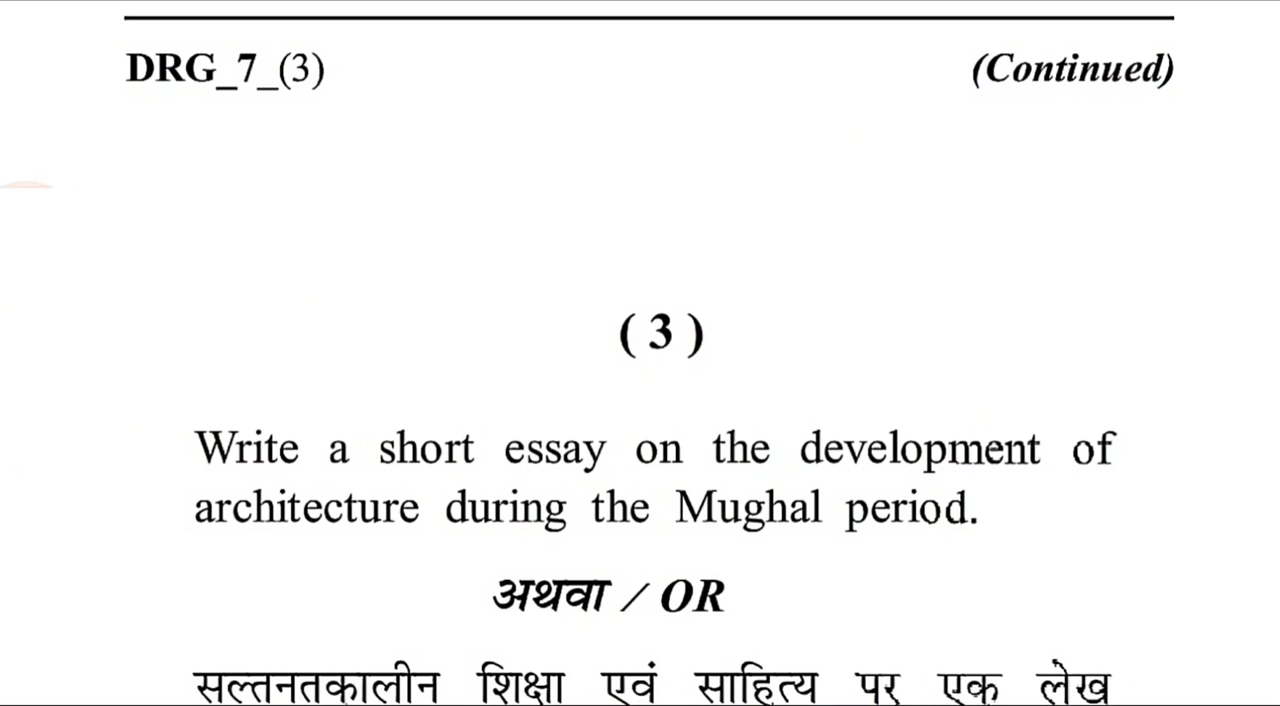 DRG_7_(3) (Continued)
( 3 )
Write a short essay on the development of
architecture during the Mughal period.
अथवा / OR
सल्तनतकालीन शिक्षा एवं साहित्य पर एक लेख